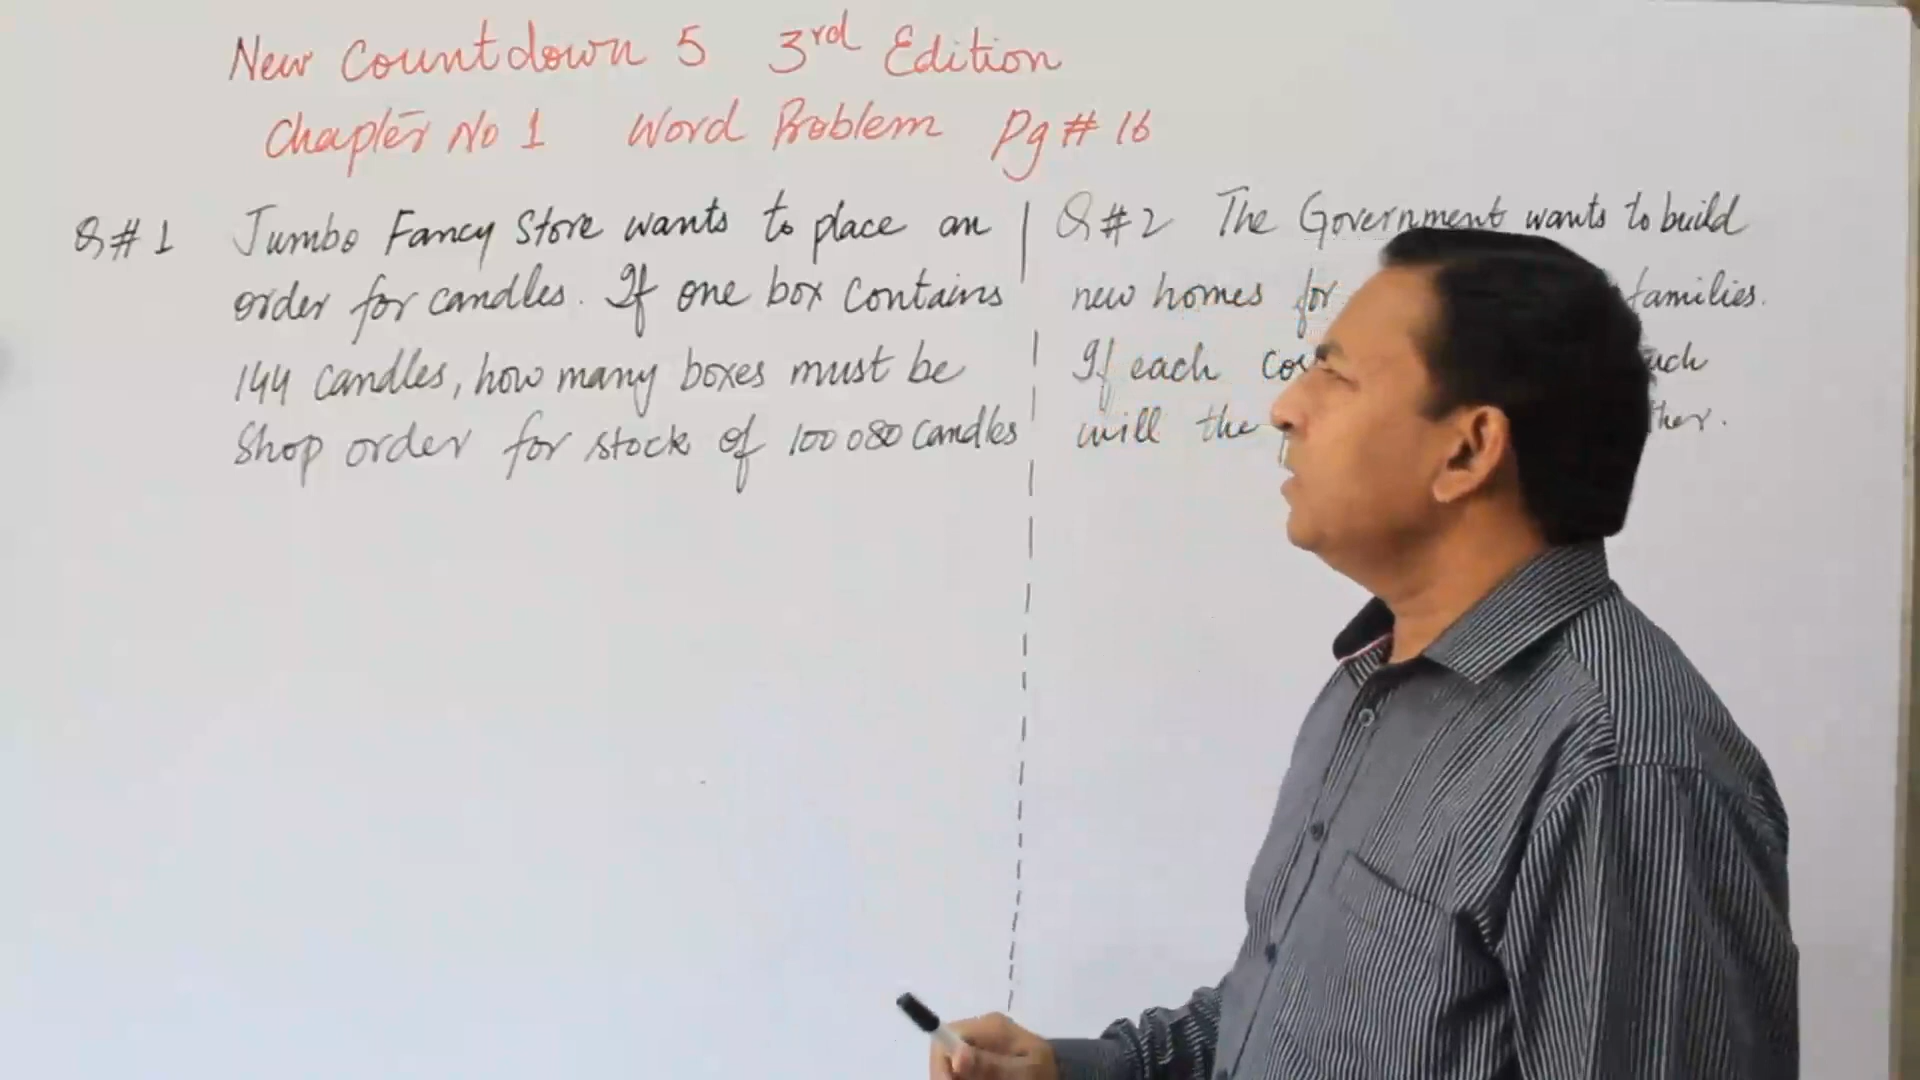 New Countdown 5 3rd Edition
Chapter No 1 Word Problem Pg # 16
Q#1 Jumbo Fancy Store wants to place an
order for candles. If one box contains
144 candles, how many boxes must be
Shop order for stock of 100080 candles
Q#2 The Government wants to build
new homes for families.
If each
will the